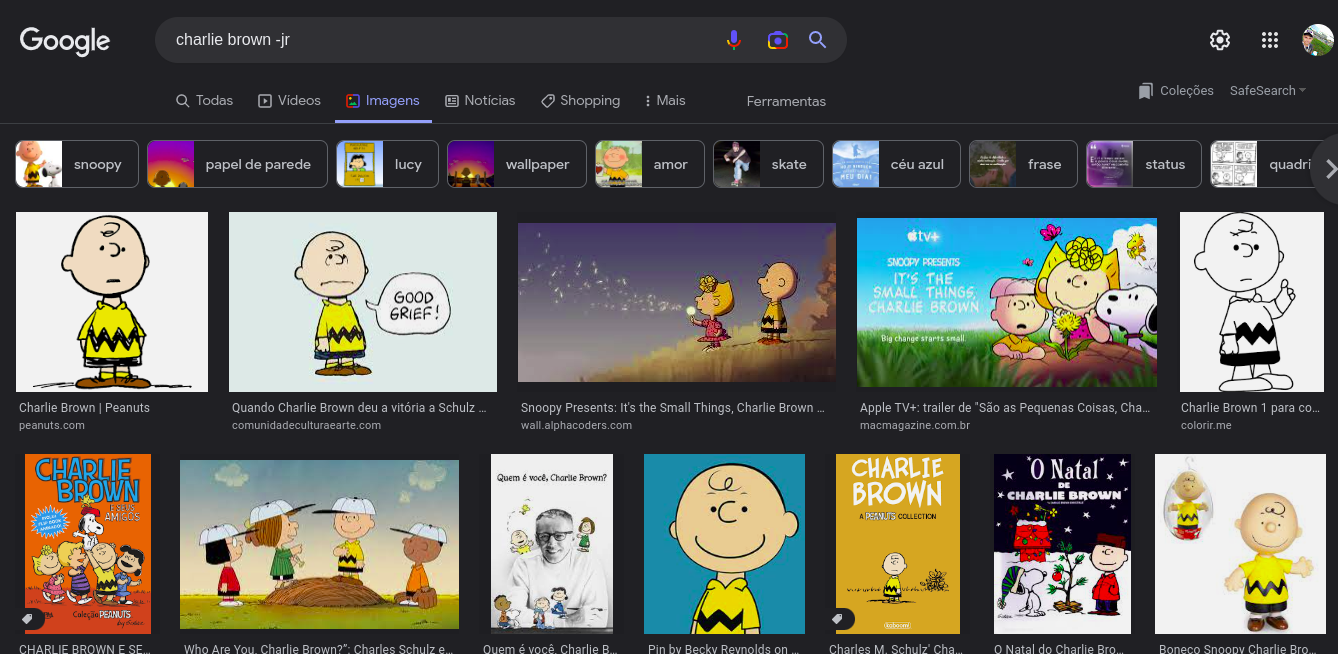 Google
charlie brown -jr
Todas
Vídeos
Imagens
Notícias
Shopping
Mais
Ferramentas
Coleções
SafeSearch
snoopy
papel de parede
lucy
wallpaper
amor
skate
céu azul
frase
status
quadri
GOOD
GRIEF!
tv+
SNOOPY PRESENTS
IT'S THE
SMALL THINGS,
CHARLIE BROWN
Big change starts small.
Charlie Brown | Peanuts
peanuts.com
Quando Charlie Brown deu a vitória a Schulz ...
comunidadeculturaearte.com
Snoopy Presents: It's the Small Things, Charlie Brown ...
wall.alphacoders.com
Apple TV+: trailer de "São as Pequenas Coisas, Cha...
macmagazine.com.br
Charlie Brown 1 para co...
colorir.me
CHARLIE
BROWN
E SEUS
AMIGOS
Coleção PEANUTS
Quem é você, Charlie Brown?
CHARLIE
BROWN
A PEANUTS COLLECTION
kaboom!
O Natal
DE
CHARLIE BROWN
CHARLIE BROWN E SE...
Who Are You, Charlie Brown?”: Charles Schulz e...
Quem é você, Charlie B...
Pin by Becky Reynolds on ...
Charles M. Schulz' Cha...
O Natal do Charlie Bro...
Boneco Snoopy Charlie Bro...